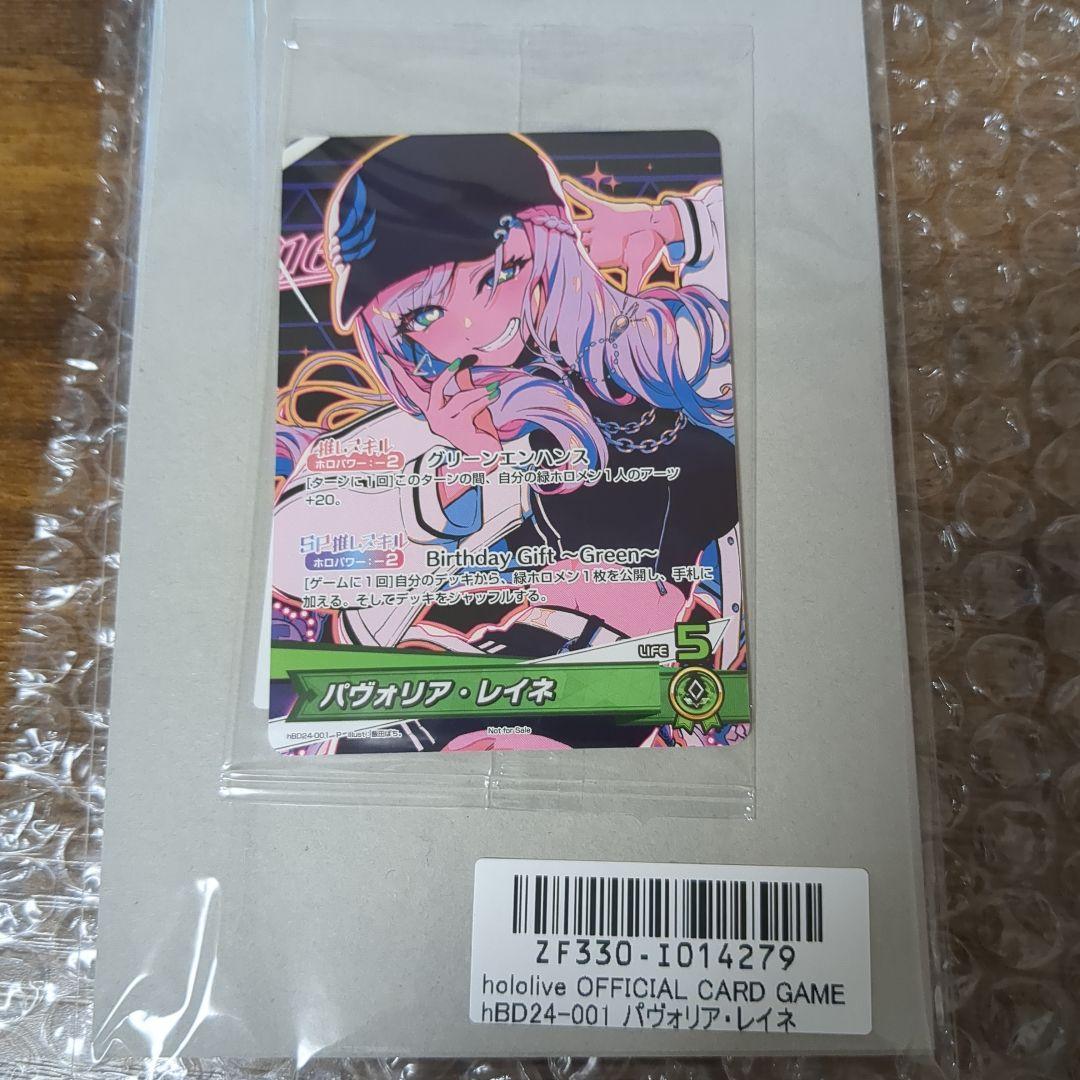 推しスキル
ホロパワー：−2 グリーンエンハンス
[ターンに1回]このターンの間、自分の緑ホロメン1人のアーツ
+20。
SP推しスキル
ホロパワー：−2 Birthday Gift ～Green～
[ゲームに1回]自分のデッキから、緑ホロメン1枚を公開し、手札に
加える。そしてデッキをシャッフルする。
LIFE 5
パヴォリア・レイネ
hBD24-001 P Illust: 飯田ぽち。 Not for Sale
ZF330-I014279
hololive OFFICIAL CARD GAME
hBD24-001 パヴォリア・レイネ